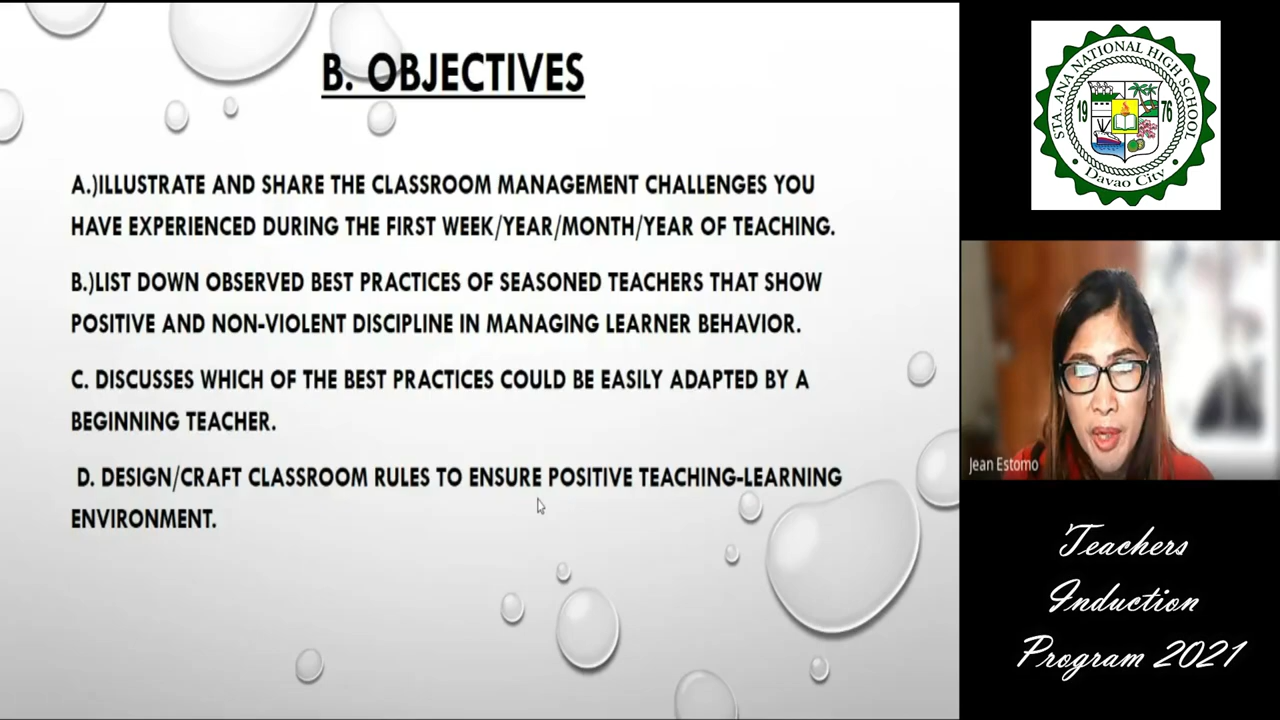 B. OBJECTIVES
A.)ILLUSTRATE AND SHARE THE CLASSROOM MANAGEMENT CHALLENGES YOU
HAVE EXPERIENCED DURING THE FIRST WEEK/YEAR/MONTH/YEAR OF TEACHING.
B.)LIST DOWN OBSERVED BEST PRACTICES OF SEASONED TEACHERS THAT SHOW
POSITIVE AND NON-VIOLENT DISCIPLINE IN MANAGING LEARNER BEHAVIOR.
C. DISCUSSES WHICH OF THE BEST PRACTICES COULD BE EASILY ADAPTED BY A
BEGINNING TEACHER.
D. DESIGN/CRAFT CLASSROOM RULES TO ENSURE POSITIVE TEACHING-LEARNING
ENVIRONMENT.
STA. ANA NATIONAL HIGH SCHOOL
19 76
Davao City
Jean Estomo
Teachers
Induction
Program 2021